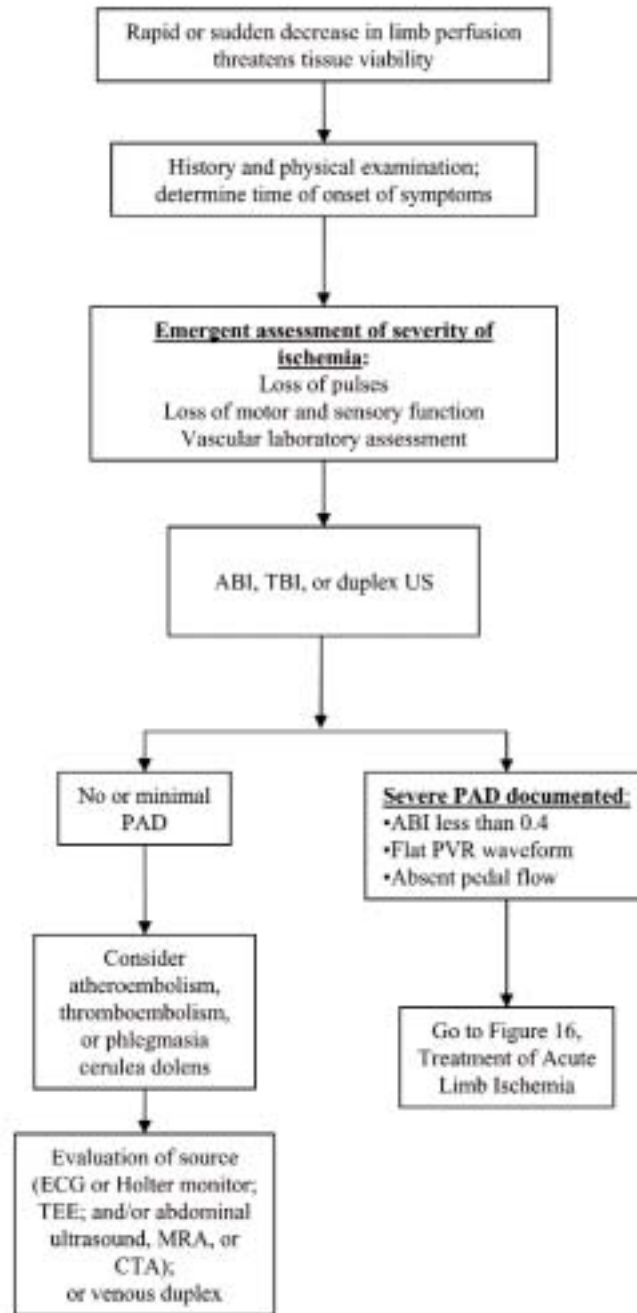 Rapid or sudden decrease in limb perfusion
threatens tissue viability
History and physical examination;
determine time of onset of symptoms
Emergent assessment of severity of
ischemia:
Loss of pulses
Loss of motor and sensory function
Vascular laboratory assessment
ABI, TBI, or duplex US
No or minimal
PAD
Severe PAD documented:
•ABI less than 0.4
•Flat PVR waveform
•Absent pedal flow
Consider
atheroembolism,
thromboembolism,
or phlegmasia
cerulea dolens
Go to Figure 16,
Treatment of Acute
Limb Ischemia
Evaluation of source
(ECG or Holter monitor;
TEE; and/or abdominal
ultrasound, MRA, or
CTA);
or venous duplex